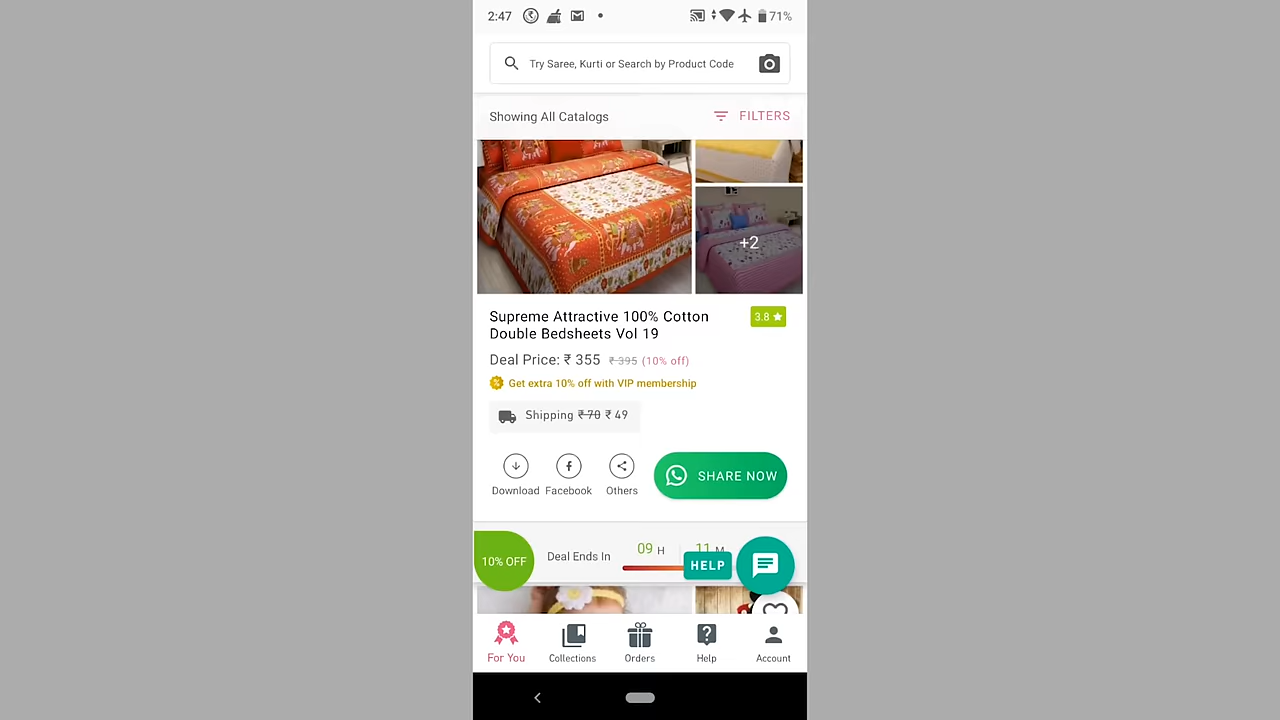 2:47
71%
Try Saree, Kurti or Search by Product Code
Showing All Catalogs
FILTERS
+2
Supreme Attractive 100% Cotton
Double Bedsheets Vol 19
3.8
Deal Price: ₹ 355 ₹ 395 (10% off)
Get extra 10% off with VIP membership
Shipping ₹ 70 ₹ 49
Download
Facebook
Others
SHARE NOW
10% OFF
Deal Ends In
09 H
11 M
HELP
For You
Collections
Orders
Help
Account